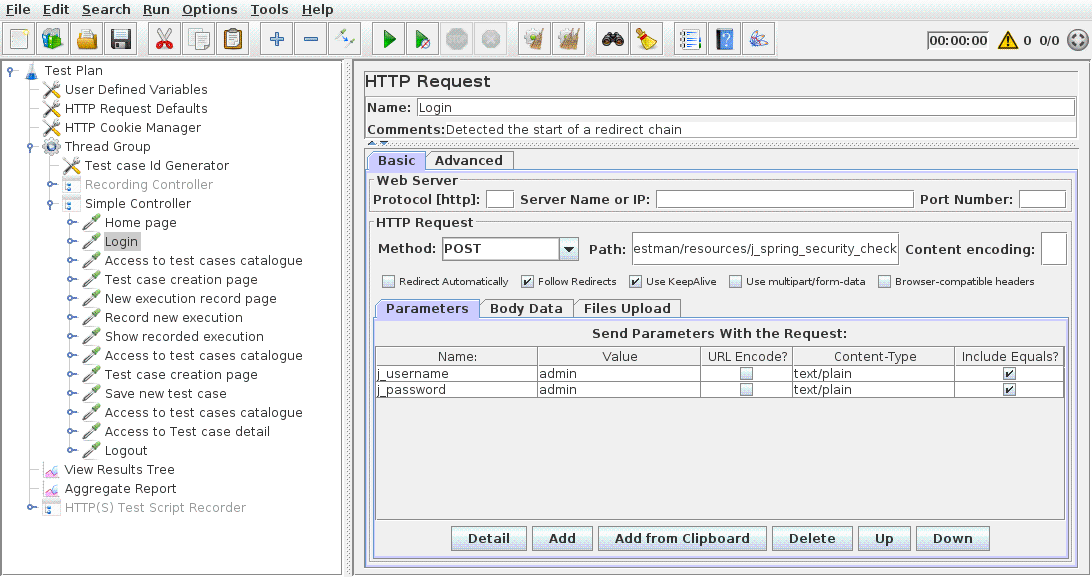 File Edit Search Run Options Tools Help
00:00:00 0 0/0
Test Plan
User Defined Variables
HTTP Request Defaults
HTTP Cookie Manager
Thread Group
Test case Id Generator
Recording Controller
Simple Controller
Home page
Login
Access to test cases catalogue
Test case creation page
New execution record page
Record new execution
Show recorded execution
Access to test cases catalogue
Test case creation page
Save new test case
Access to test cases catalogue
Access to Test case detail
Logout
View Results Tree
Aggregate Report
HTTP(S) Test Script Recorder
HTTP Request
Name: Login
Comments: Detected the start of a redirect chain
Basic Advanced
Web Server
Protocol [http]: Server Name or IP: Port Number:
HTTP Request
Method: POST Path: estman/resources/j_spring_security_check Content encoding:
Redirect Automatically Follow Redirects Use KeepAlive Use multipart/form-data Browser-compatible headers
Parameters Body Data Files Upload
Send Parameters With the Request:
Name: Value URL Encode? Content-Type Include Equals?
j_username admin text/plain
j_password admin text/plain
Detail Add Add from Clipboard Delete Up Down